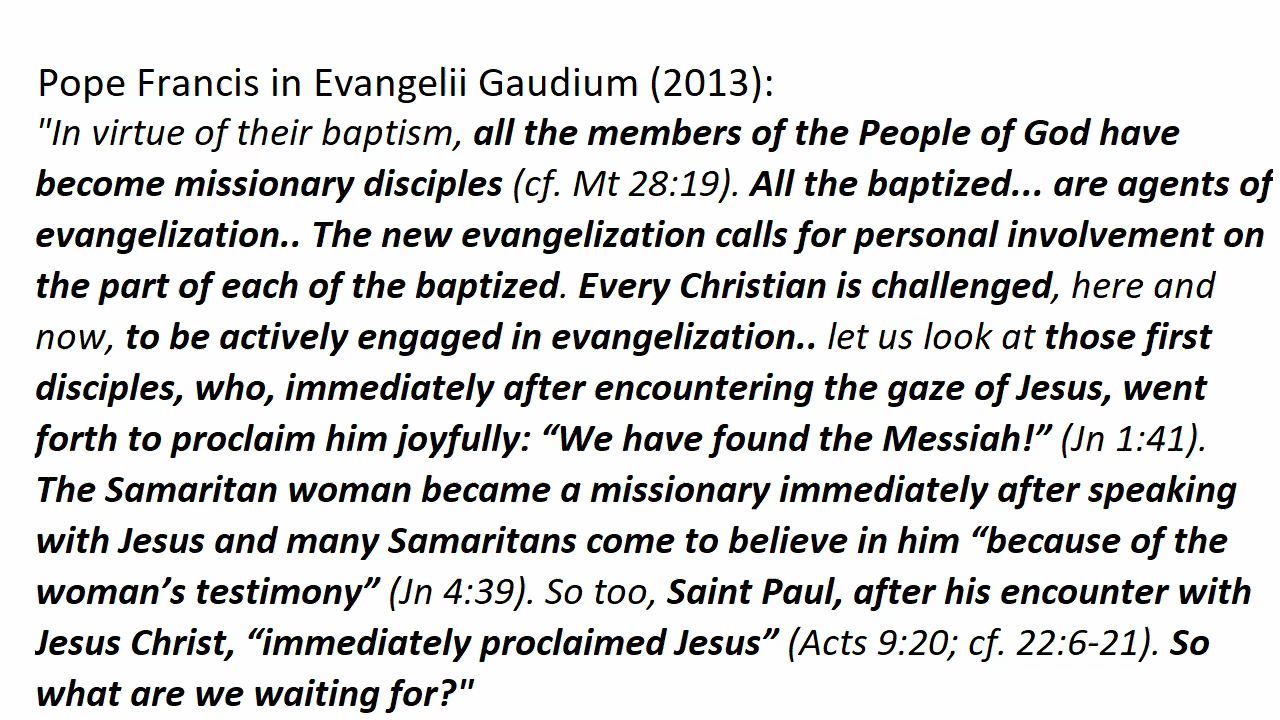 Pope Francis in Evangelii Gaudium (2013):
"In virtue of their baptism, all the members of the People of God have
become missionary disciples (cf. Mt 28:19). All the baptized... are agents of
evangelization.. The new evangelization calls for personal involvement on
the part of each of the baptized. Every Christian is challenged, here and
now, to be actively engaged in evangelization.. let us look at those first
disciples, who, immediately after encountering the gaze of Jesus, went
forth to proclaim him joyfully: “We have found the Messiah!” (Jn 1:41).
The Samaritan woman became a missionary immediately after speaking
with Jesus and many Samaritans come to believe in him “because of the
woman’s testimony” (Jn 4:39). So too, Saint Paul, after his encounter with
Jesus Christ, “immediately proclaimed Jesus” (Acts 9:20; cf. 22:6-21). So
what are we waiting for?"